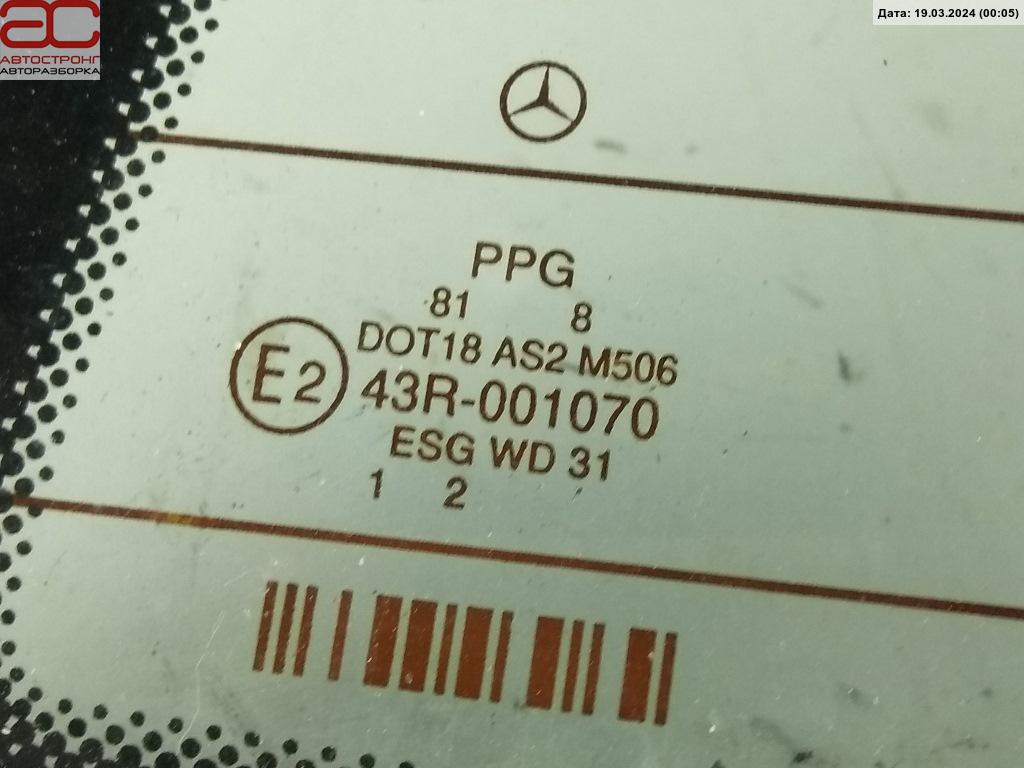 АС
АВТОСТРОНГ
АВТОРАЗБОРКА
Дата: 19.03.2024 (00:05)
PPG
81 8
DOT18 AS2 M506
E2
43R-001070
ESG WD 31
1 2